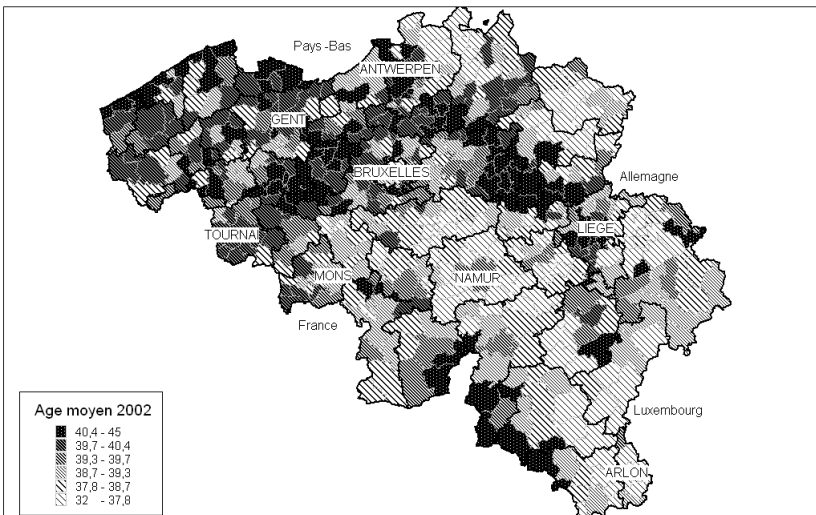 Pays -Bas
ANTWERPEN
GENT
BRUXELLES
Allemagne
TOURNAI
LIEGE
MONS
NAMUR
France
Luxembourg
ARLON
Age moyen 2002
40,4 - 45
39,7 - 40,4
39,3 - 39,7
38,7 - 39,3
37,8 - 38,7
32 - 37,8